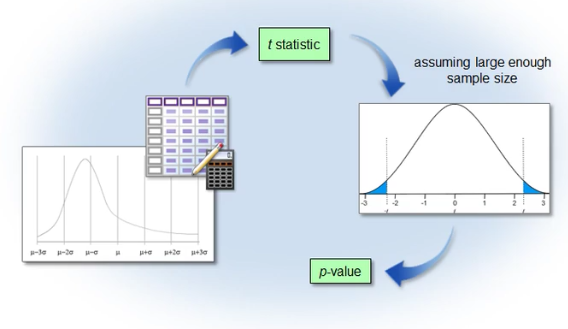 t statistic
assuming large enough
sample size
-3 -2 -1 0 1 2 3
μ-3σ μ-2σ μ-σ μ μ+σ μ+2σ μ+3σ
p-value